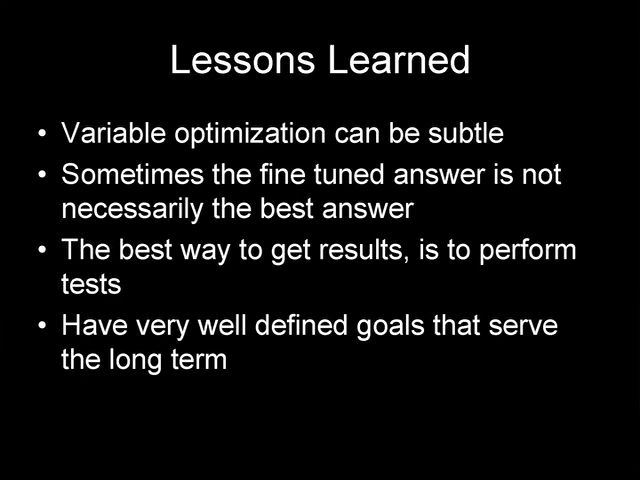 Lessons Learned
• Variable optimization can be subtle
• Sometimes the fine tuned answer is not
necessarily the best answer
• The best way to get results, is to perform
tests
• Have very well defined goals that serve
the long term